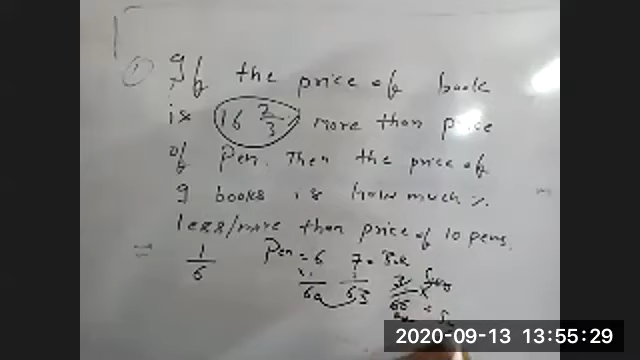 ① If the price of book
is 16 2/3 % more than price
of Pen. Then the price of
9 books is how much %
less/more than price of 10 pens.
1/6 Pen = 6 7 =
60 63 3/60
2020-09-13 13:55:29